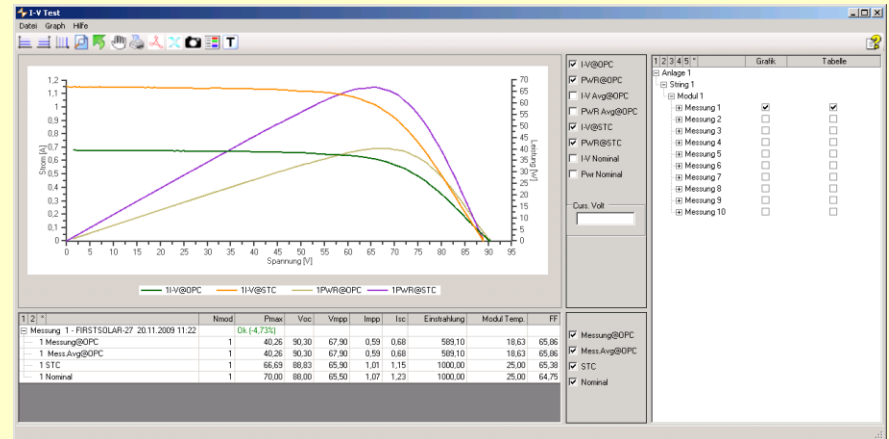 I-V Test
Datei Graph Hilfe
T
1,2
1,1
1
0,9
0,8
0,7
0,6
0,5
0,4
0,3
0,2
0,1
0
Strom [A]
70
65
60
55
50
45
40
35
30
25
20
15
10
5
0
Leistung [W]
0 5 10 15 20 25 30 35 40 45 50 55 60 65 70 75 80 85 90 95
Spannung [V]
1I-V@OPC 1I-V@STC 1PWR@OPC 1PWR@STC
I-V@OPC
PWR@OPC
I-V Avg@OPC
PWR Avg@OPC
I-V@STC
PWR@STC
I-V Nominal
Pwr Nominal
Curs. Volt
1 2 3 4 5 * Grafik Tabelle
Anlage 1
String 1
Modul 1
Messung 1
Messung 2
Messung 3
Messung 4
Messung 5
Messung 6
Messung 7
Messung 8
Messung 9
Messung 10
1 2 * Nmod Pmax Voc Vmpp Impp Isc Einstrahlung Modul Temp. FF
Messung 1 - FIRSTSOLAR-27 20.11.2009 11:22 Ok (-4,73%)
1 Messung@OPC 1 40,26 90,30 67,90 0,59 0,68 589,10 18,63 65,86
1 Mess.Avg@OPC 1 40,26 90,30 67,90 0,59 0,68 589,10 18,63 65,86
1 STC 1 66,69 88,83 65,90 1,01 1,15 1000,00 25,00 65,38
1 Nominal 1 70,00 88,00 65,50 1,07 1,23 1000,00 25,00 64,75
Messung@OPC
Mess.Avg@OPC
STC
Nominal